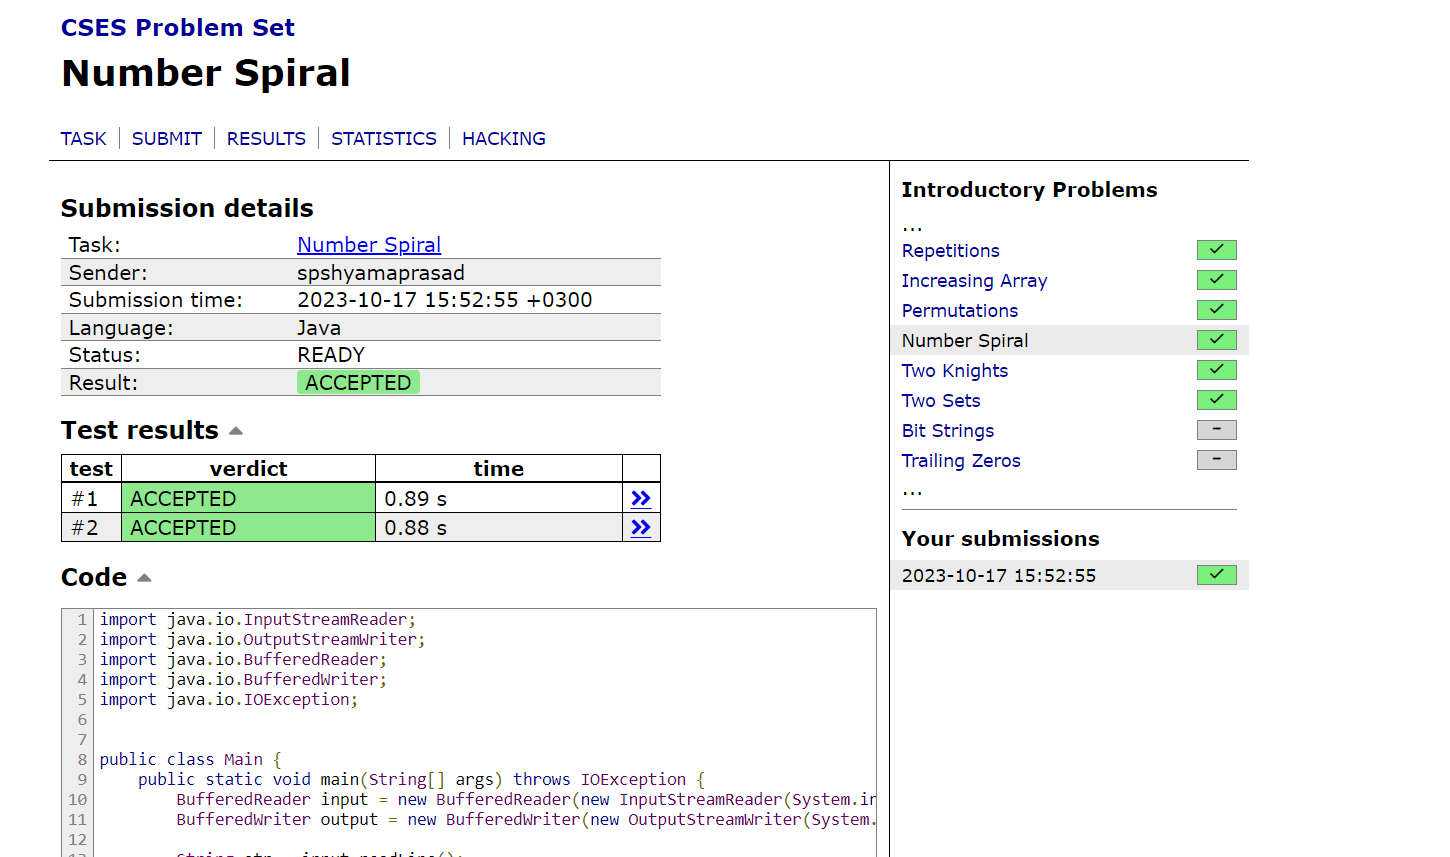 CSES Problem Set
Number Spiral
TASK SUBMIT RESULTS STATISTICS HACKING
Submission details
Task: Number Spiral
Sender: spshyamaprasad
Submission time: 2023-10-17 15:52:55 +0300
Language: Java
Status: READY
Result: ACCEPTED
Test results
test verdict time
#1 ACCEPTED 0.89 s
#2 ACCEPTED 0.88 s
Code
1 import java.io.InputStreamReader;
2 import java.io.OutputStreamWriter;
3 import java.io.BufferedReader;
4 import java.io.BufferedWriter;
5 import java.io.IOException;
6
7
8 public class Main {
9 public static void main(String[] args) throws IOException {
10 BufferedReader input = new BufferedReader(new InputStreamReader(System.in
11 BufferedWriter output = new BufferedWriter(new OutputStreamWriter(System.
12
Introductory Problems
...
Repetitions
Increasing Array
Permutations
Number Spiral
Two Knights
Two Sets
Bit Strings -
Trailing Zeros -
...
Your submissions
2023-10-17 15:52:55